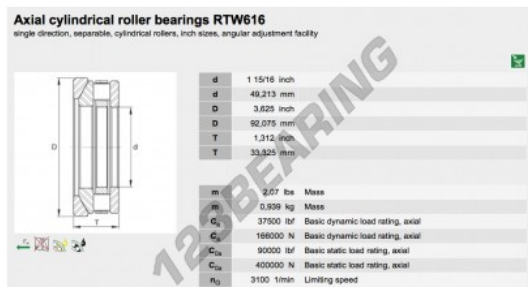 Axial cylindrical roller bearings RTW616
single direction, separable, cylindrical rollers, inch sizes, angular adjustment facility
d 1 15/16 inch
d 49,213 mm
D 3,625 inch
D 92,075 mm
T 1,312 inch
T 33,325 mm
D d
T
m 2,07 lbs Mass
m 0,939 kg Mass
Ca 37500 lbf Basic dynamic load rating, axial
Ca 166000 N Basic dynamic load rating, axial
C0a 90000 lbf Basic static load rating, axial
C0a 400000 N Basic static load rating, axial
nG 3100 1/min Limiting speed
123BEARING